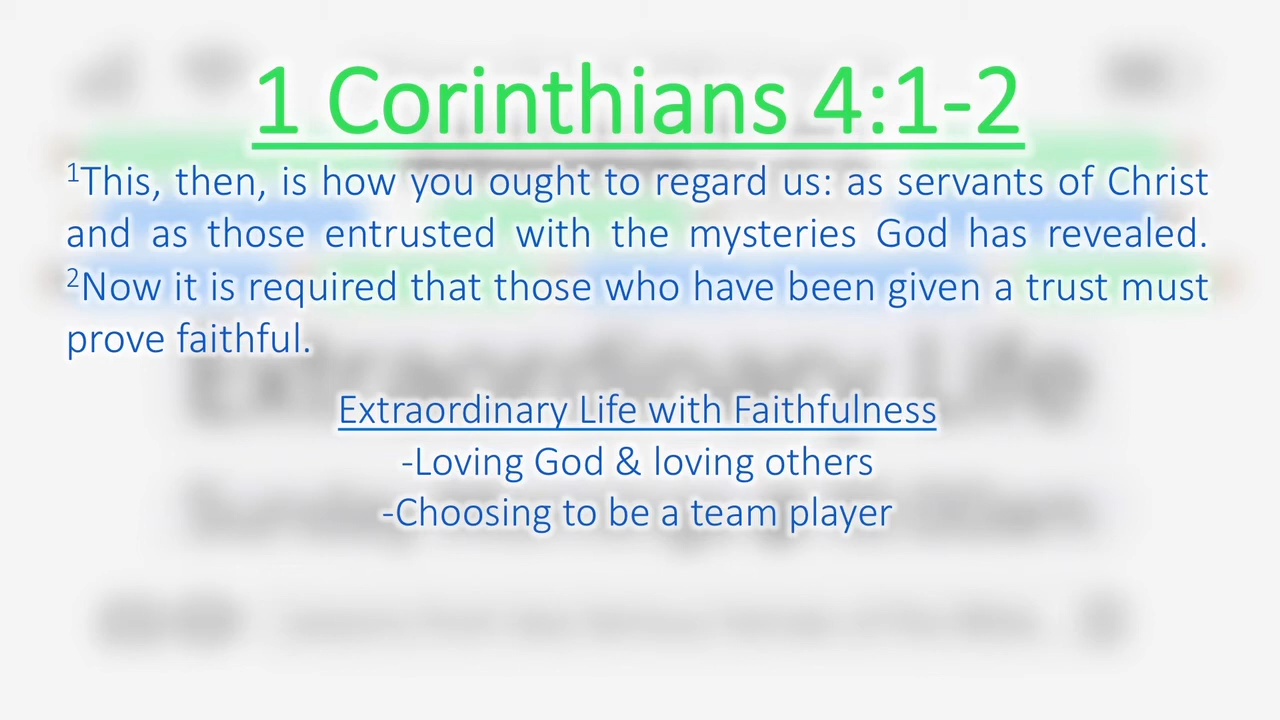 1 Corinthians 4:1-2
¹This, then, is how you ought to regard us: as servants of Christ
and as those entrusted with the mysteries God has revealed.
²Now it is required that those who have been given a trust must
prove faithful.
Extraordinary Life with Faithfulness
-Loving God & loving others
-Choosing to be a team player